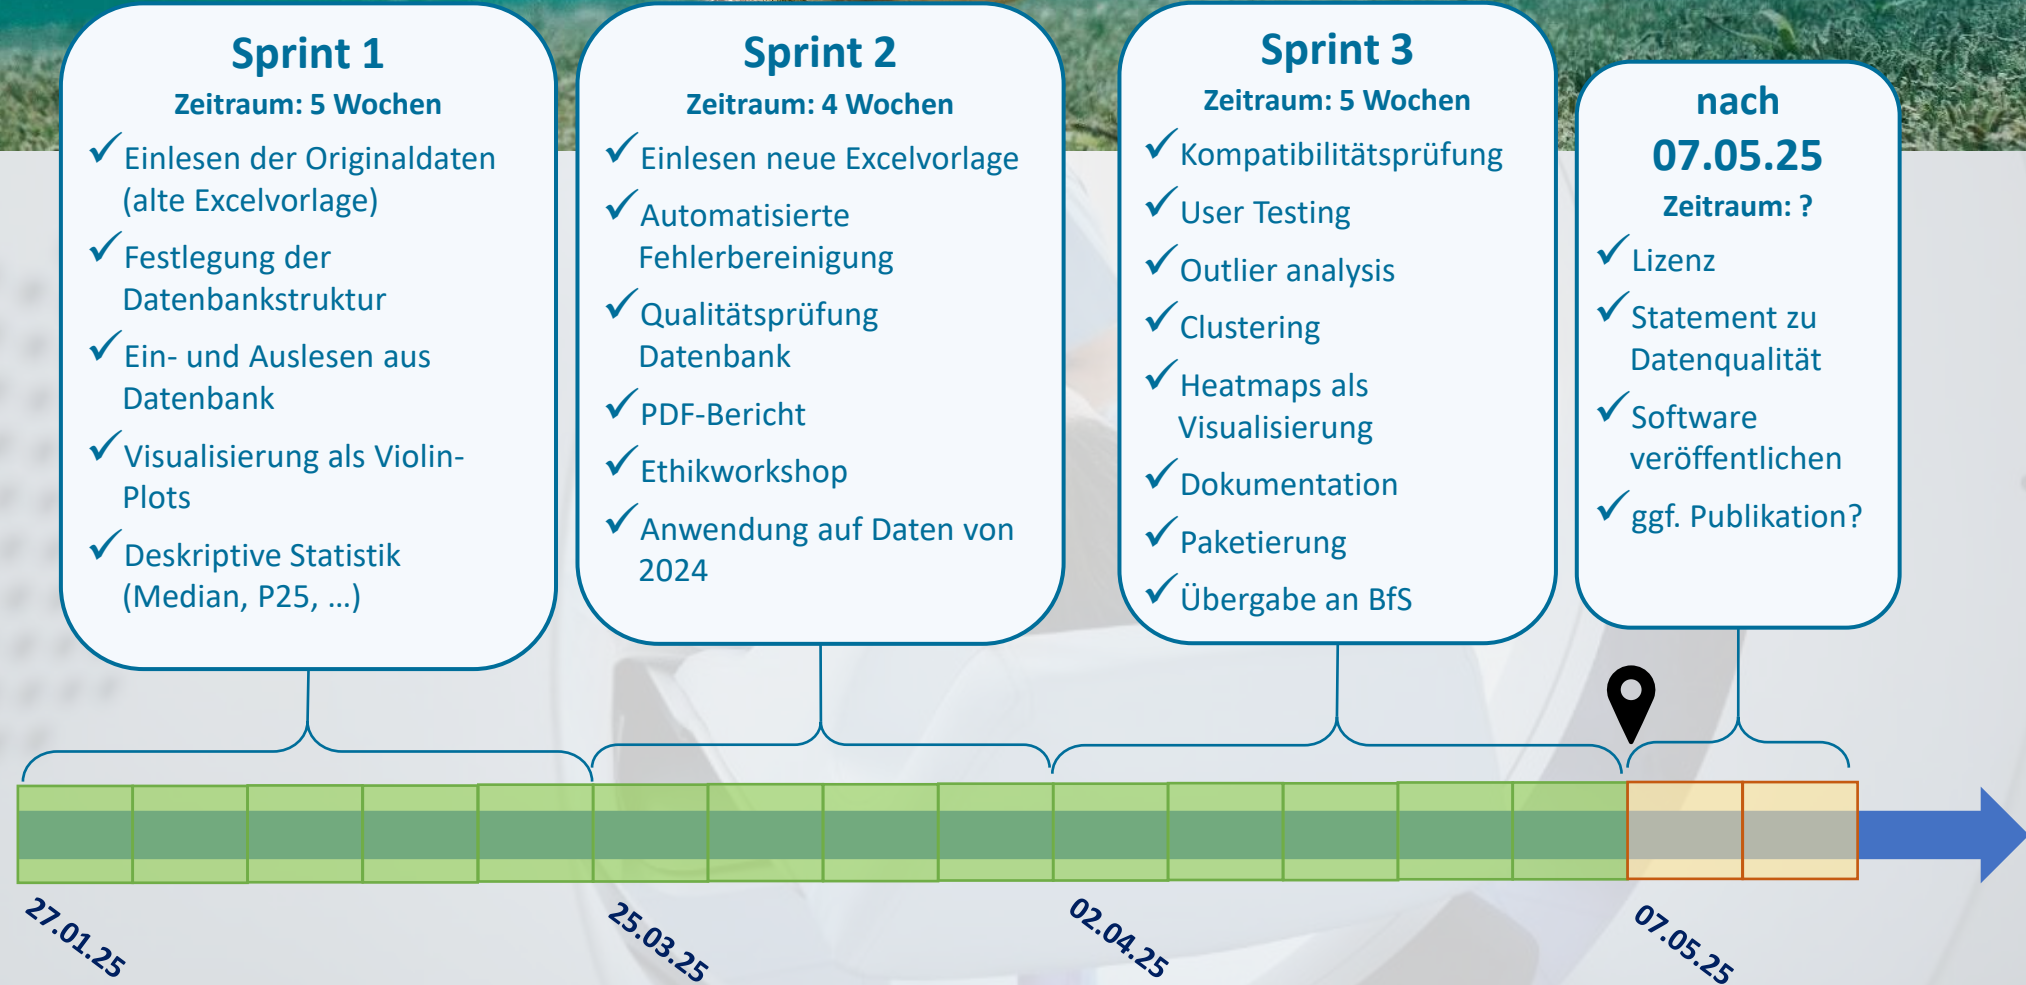 Sprint 1
Zeitraum: 5 Wochen
Einlesen der Originaldaten
(alte Excelvorlage)
Festlegung der
Datenbankstruktur
Ein- und Auslesen aus
Datenbank
Visualisierung als Violin-
Plots
Deskriptive Statistik
(Median, P25, ...)
Sprint 2
Zeitraum: 4 Wochen
Einlesen neue Excelvorlage
Automatisierte
Fehlerbereinigung
Qualitätsprüfung
Datenbank
PDF-Bericht
Ethikworkshop
Anwendung auf Daten von
2024
Sprint 3
Zeitraum: 5 Wochen
Kompatibilitätsprüfung
User Testing
Outlier analysis
Clustering
Heatmaps als
Visualisierung
Dokumentation
Paketierung
Übergabe an BfS
nach
07.05.25
Zeitraum: ?
Lizenz
Statement zu
Datenqualität
Software
veröffentlichen
ggf. Publikation?
27.01.25
25.03.25
02.04.25
07.05.25